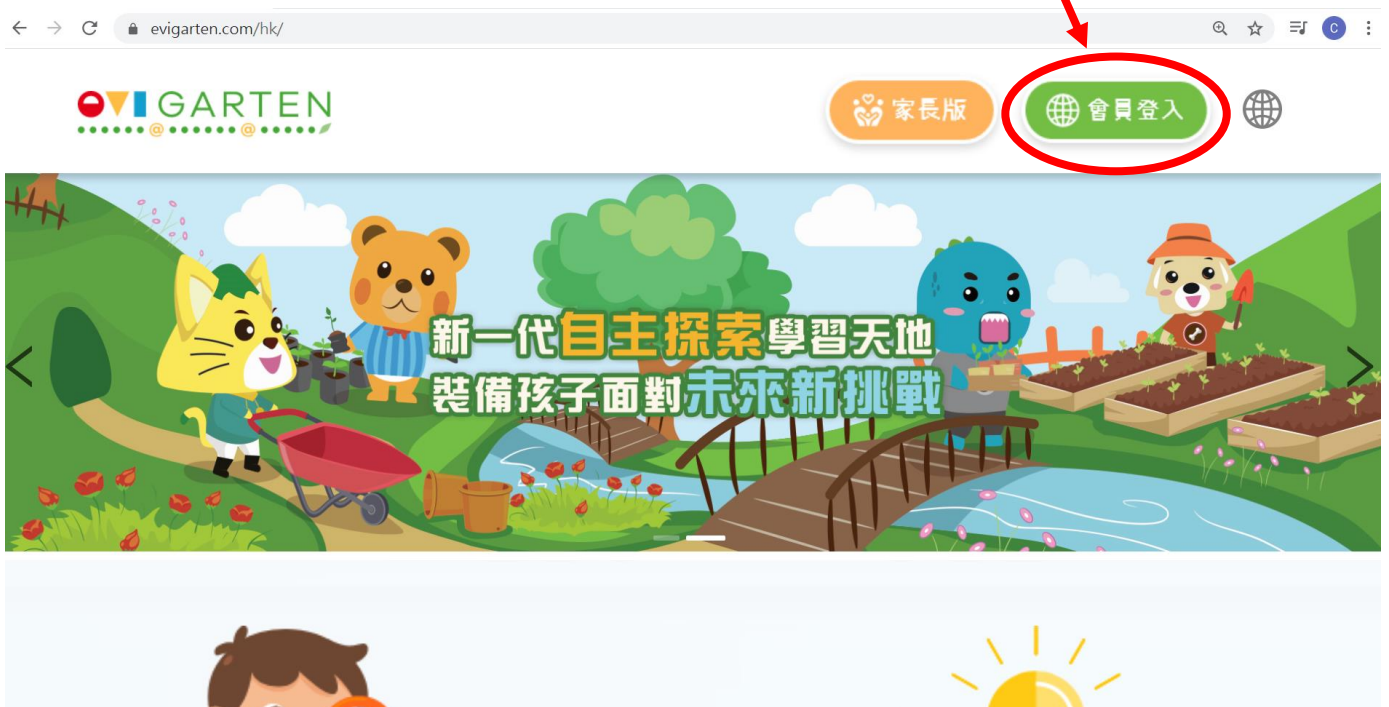 evigarten.com/hk/
C
EVI GARTEN
家長版
會員登入
新一代自主探索學習天地
裝備孩子面對未來新挑戰